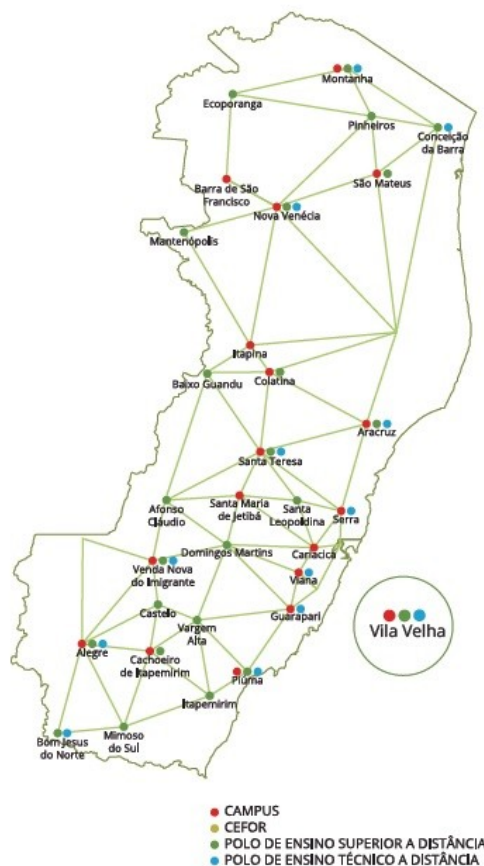 Montanha
Ecoporanga
Pinheiros
Conceição
da Barra
Barra de São
Francisco
São Mateus
Nova Venécia
Mantenópolis
Itapina
Baixo Guandu
Colatina
Aracruz
Santa Teresa
Afonso
Cláudio
Santa Maria
de Jetibá
Santa
Leopoldina
Serra
Domingos Martins
Cariacica
Venda Nova
do Imigrante
Viana
Castelo
Guarapari
Vargem
Alta
Vila Velha
Alegre
Cachoeiro
de Itapemirim
Piúma
Itapemirim
Bom Jesus
do Norte
Mimoso
do Sul
CAMPUS
CEFOR
POLO DE ENSINO SUPERIOR A DISTÂNCIA
POLO DE ENSINO TÉCNICO A DISTÂNCIA